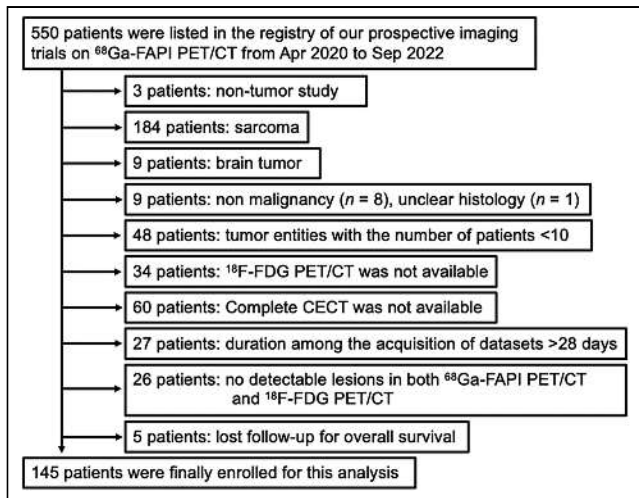 550 patients were listed in the registry of our prospective imaging
trials on ⁶⁸Ga-FAPI PET/CT from Apr 2020 to Sep 2022
3 patients: non-tumor study
184 patients: sarcoma
9 patients: brain tumor
9 patients: non malignancy (n = 8), unclear histology (n = 1)
48 patients: tumor entities with the number of patients <10
34 patients: ¹⁸F-FDG PET/CT was not available
60 patients: Complete CECT was not available
27 patients: duration among the acquisition of datasets >28 days
26 patients: no detectable lesions in both ⁶⁸Ga-FAPI PET/CT
and ¹⁸F-FDG PET/CT
5 patients: lost follow-up for overall survival
145 patients were finally enrolled for this analysis